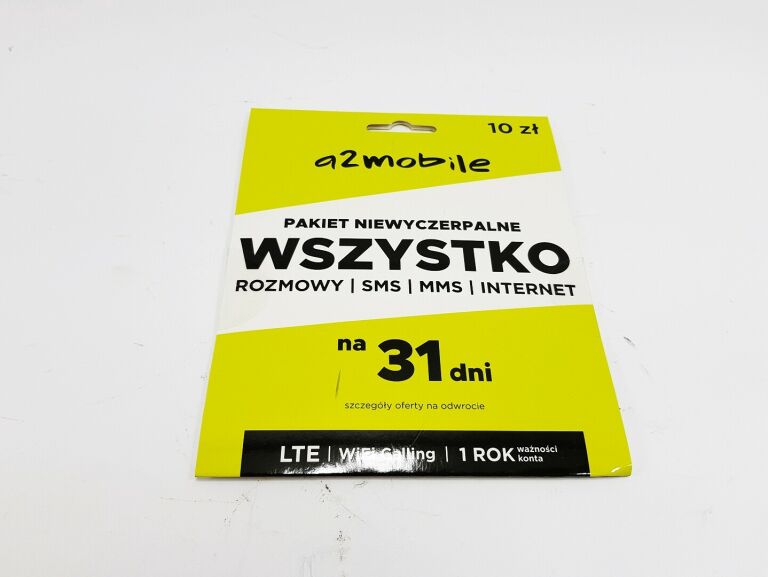 10 zł
a2mobile
PAKIET NIEWYCZERPALNE
WSZYSTKO
ROZMOWY | SMS | MMS | INTERNET
na 31 dni
szczegóły oferty na odwrocie
LTE | WiFi Calling | 1 ROK ważności konta